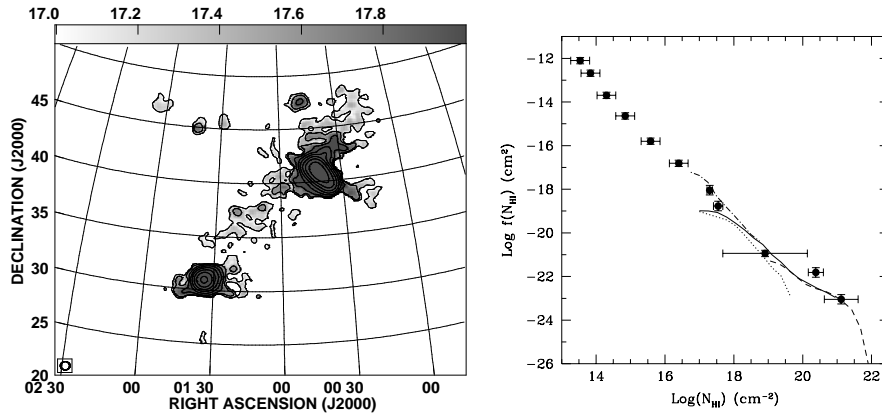 17.0 17.2 17.4 17.6 17.8
DECLINATION (J2000)
45
40
35
30
25
20
02 30 00 01 30 00 00 30 00
RIGHT ASCENSION (J2000)
Log f(N_HI) (cm²)
-12
-14
-16
-18
-20
-22
-24
-26
14 16 18 20 22
Log(N_HI) (cm⁻²)